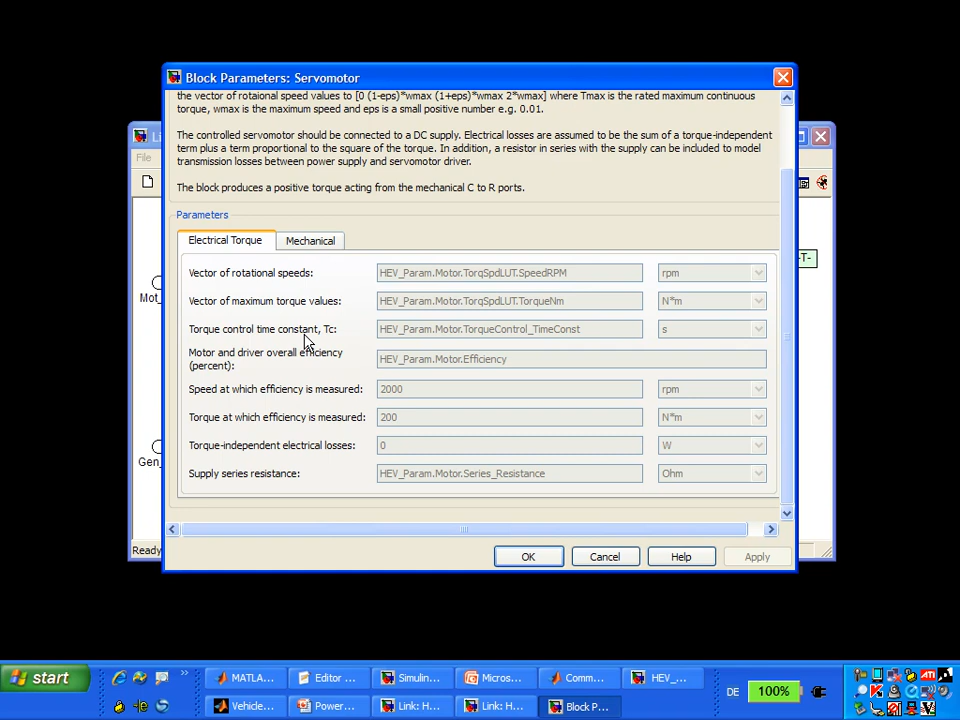 Block Parameters: Servomotor
the vector of rotaional speed values to [0 (1-eps)*wmax (1+eps)*wmax 2*wmax] where Tmax is the rated maximum continuous
torque, wmax is the maximum speed and eps is a small positive number e.g. 0.01.
The controlled servomotor should be connected to a DC supply. Electrical losses are assumed to be the sum of a torque-independent
term plus a term proportional to the square of the torque. In addition, a resistor in series with the supply can be included to model
transmission losses between power supply and servomotor driver.
The block produces a positive torque acting from the mechanical C to R ports.
Parameters
Electrical Torque Mechanical
Vector of rotational speeds: HEV_Param.Motor.TorqSpdLUT.SpeedRPM rpm
Vector of maximum torque values: HEV_Param.Motor.TorqSpdLUT.TorqueNm N*m
Torque control time constant, Tc: HEV_Param.Motor.TorqueControl_TimeConst s
Motor and driver overall efficiency
(percent): HEV_Param.Motor.Efficiency
Speed at which efficiency is measured: 2000 rpm
Torque at which efficiency is measured: 200 N*m
Torque-independent electrical losses: 0 W
Supply series resistance: HEV_Param.Motor.Series_Resistance Ohm
OK Cancel Help Apply
Li
File
Mot_
Gen_
-T-
Ready
start
MATLA... Editor ... Simulin... Micros... Comm... HEV_...
Vehicle... Power... Link: H... Link: H... Block P...
DE 100%
ATI